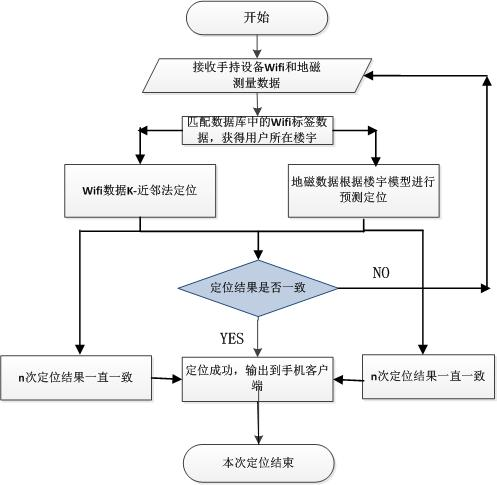 开始
接收手持设备Wifi和地磁
测量数据
匹配数据库中的Wifi标签数
据，获得用户所在楼宇
Wifi数据K-近邻法定位
地磁数据根据楼宇模型进行
预测定位
定位结果是否一致
NO
YES
n次定位结果一直一致
定位成功，输出到手机客户
端
n次定位结果一直一致
本次定位结束